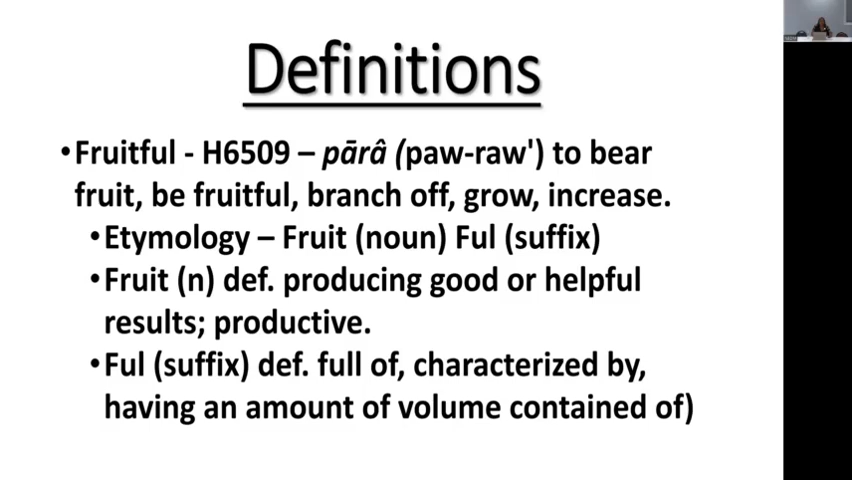 Definitions
•Fruitful - H6509 – pārâ (paw-raw') to bear
fruit, be fruitful, branch off, grow, increase.
•Etymology – Fruit (noun) Ful (suffix)
•Fruit (n) def. producing good or helpful
results; productive.
•Ful (suffix) def. full of, characterized by,
having an amount of volume contained of)